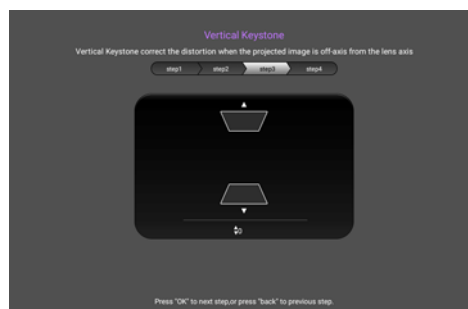 Vertical Keystone
Vertical Keystone correct the distortion when the projected image is off-axis from the lens axis
step1 step2 step3 step4
0
Press "OK" to next step,or press "back" to previous step.